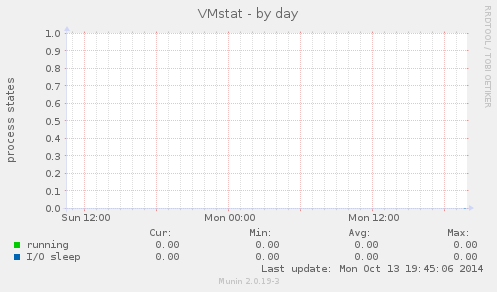 VMstat - by day
RRDTOOL / TOBI OETIKER
process states
1.0
0.9
0.8
0.7
0.6
0.5
0.4
0.3
0.2
0.1
0.0
Sun 12:00 Mon 00:00 Mon 12:00
Cur: Min: Avg: Max:
running 0.00 0.00 0.00 0.00
I/O sleep 0.00 0.00 0.00 0.00
Last update: Mon Oct 13 19:45:06 2014
Munin 2.0.19-3